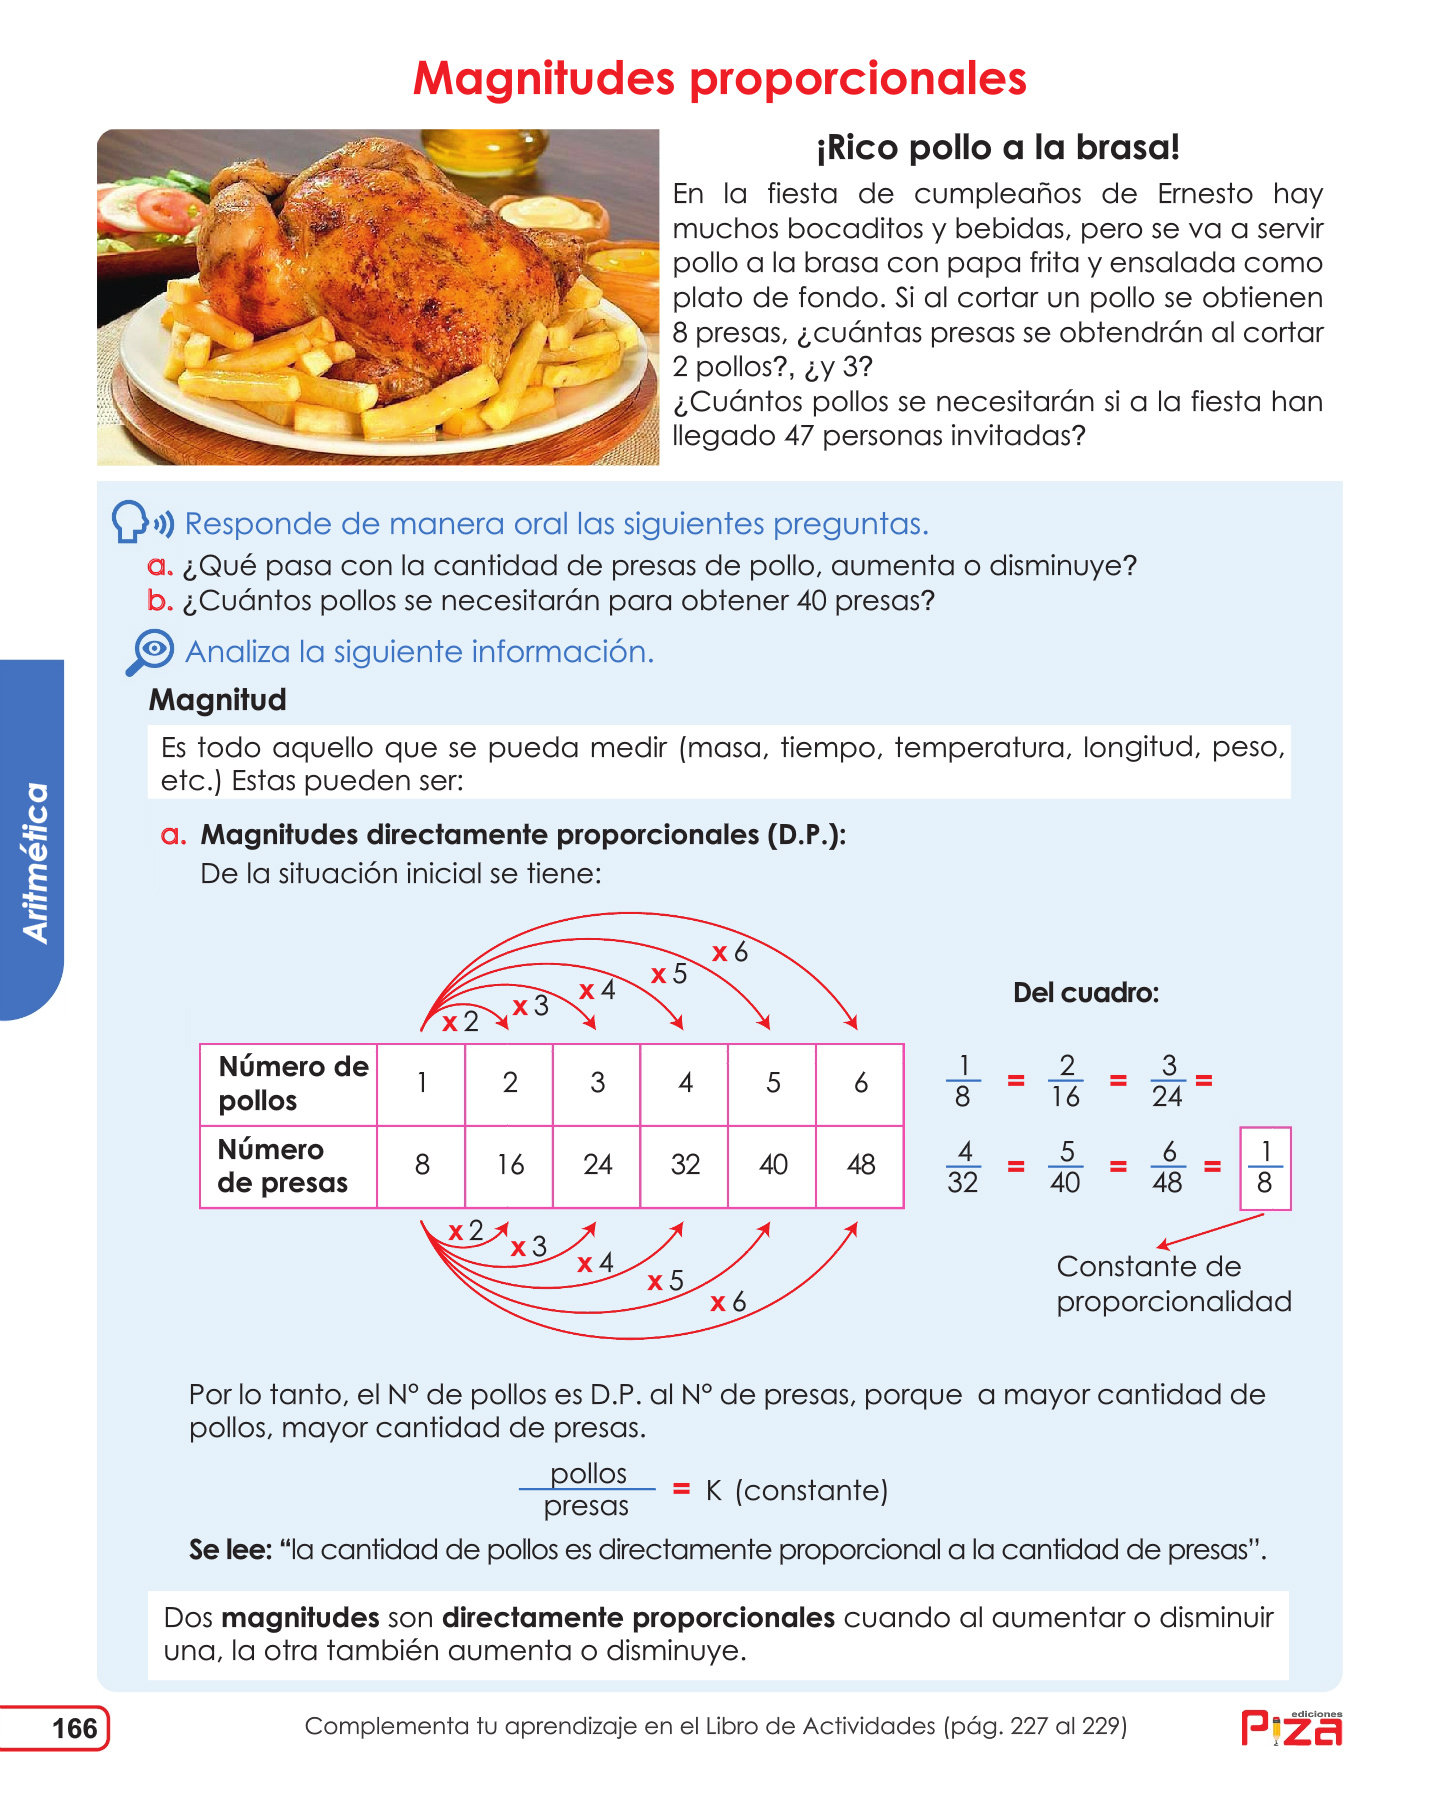 Magnitudes proporcionales
¡Rico pollo a la brasa!
En la fiesta de cumpleaños de Ernesto hay
muchos bocaditos y bebidas, pero se va a servir
pollo a la brasa con papa frita y ensalada como
plato de fondo. Si al cortar un pollo se obtienen
8 presas, ¿cuántas presas se obtendrán al cortar
2 pollos?, ¿y 3?
¿Cuántos pollos se necesitarán si a la fiesta han
llegado 47 personas invitadas?
Responde de manera oral las siguientes preguntas.
a. ¿Qué pasa con la cantidad de presas de pollo, aumenta o disminuye?
b. ¿Cuántos pollos se necesitarán para obtener 40 presas?
Analiza la siguiente información.
Magnitud
Es todo aquello que se pueda medir (masa, tiempo, temperatura, longitud, peso,
etc.) Estas pueden ser:
Aritmética
a. Magnitudes directamente proporcionales (D.P.):
De la situación inicial se tiene:
x 2 x 3 x 4 x 5 x 6
Número de
pollos
1 2 3 4 5 6
Número
de presas
8 16 24 32 40 48
x 2 x 3 x 4 x 5 x 6
Del cuadro:
1/8 = 2/16 = 3/24 =
4/32 = 5/40 = 6/48 = 1/8
Constante de
proporcionalidad
Por lo tanto, el N° de pollos es D.P. al N° de presas, porque a mayor cantidad de
pollos, mayor cantidad de presas.
pollos/presas = K (constante)
Se lee: “la cantidad de pollos es directamente proporcional a la cantidad de presas”.
Dos magnitudes son directamente proporcionales cuando al aumentar o disminuir
una, la otra también aumenta o disminuye.
166
Complementa tu aprendizaje en el Libro de Actividades (pág. 227 al 229)
ediciones
Piza